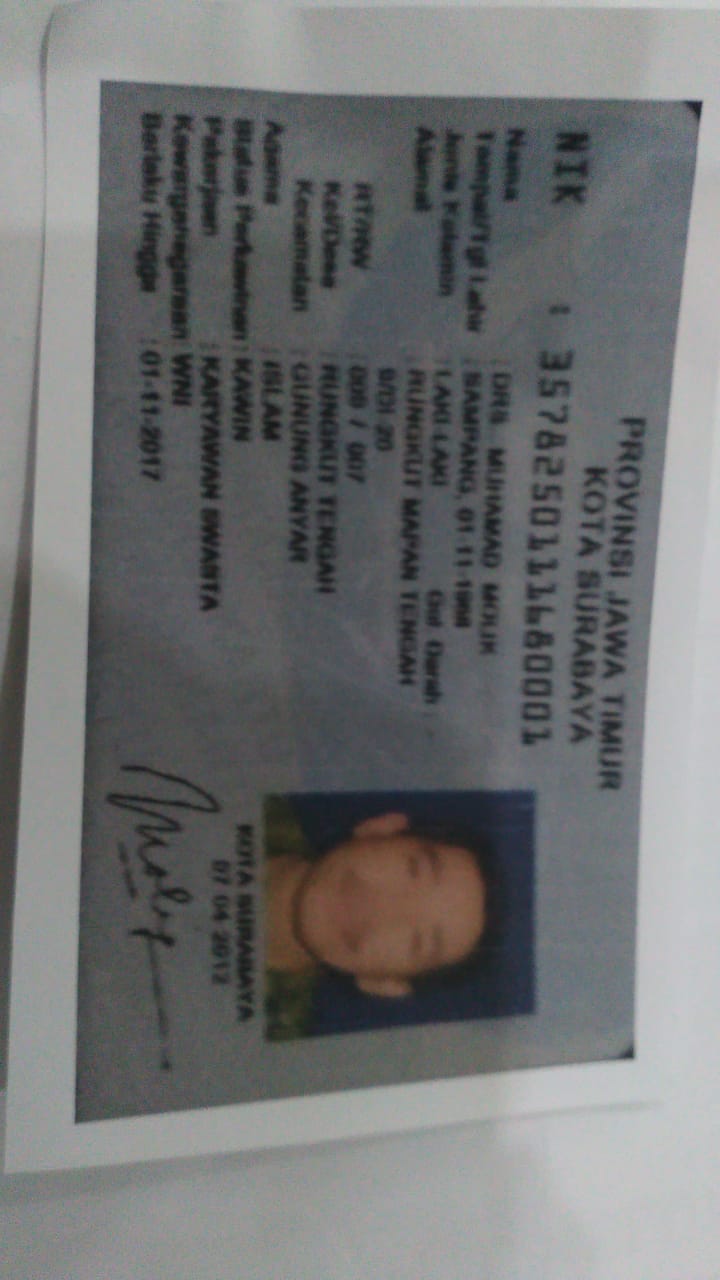 PROVINSI JAWA TIMUR
KOTA SURABAYA
NIK : 3578250111680001
Nama : DRS. MUHAMAD MOLIK
Tempat/Tgl Lahir : SAMPANG, 01-11-1968
Jenis Kelamin : LAKI-LAKI Gol. Darah :
Alamat : RUNGKUT MAPAN TENGAH
9/DI 20
RT/RW : 009 / 007
Kel/Desa : RUNGKUT TENGAH
Kecamatan : GUNUNG ANYAR
Agama : ISLAM
Status Perkawinan : KAWIN
Pekerjaan : KARYAWAN SWASTA
Kewarganegaraan : WNI
Berlaku Hingga : 01-11-2017
KOTA SURABAYA
07-04-2012